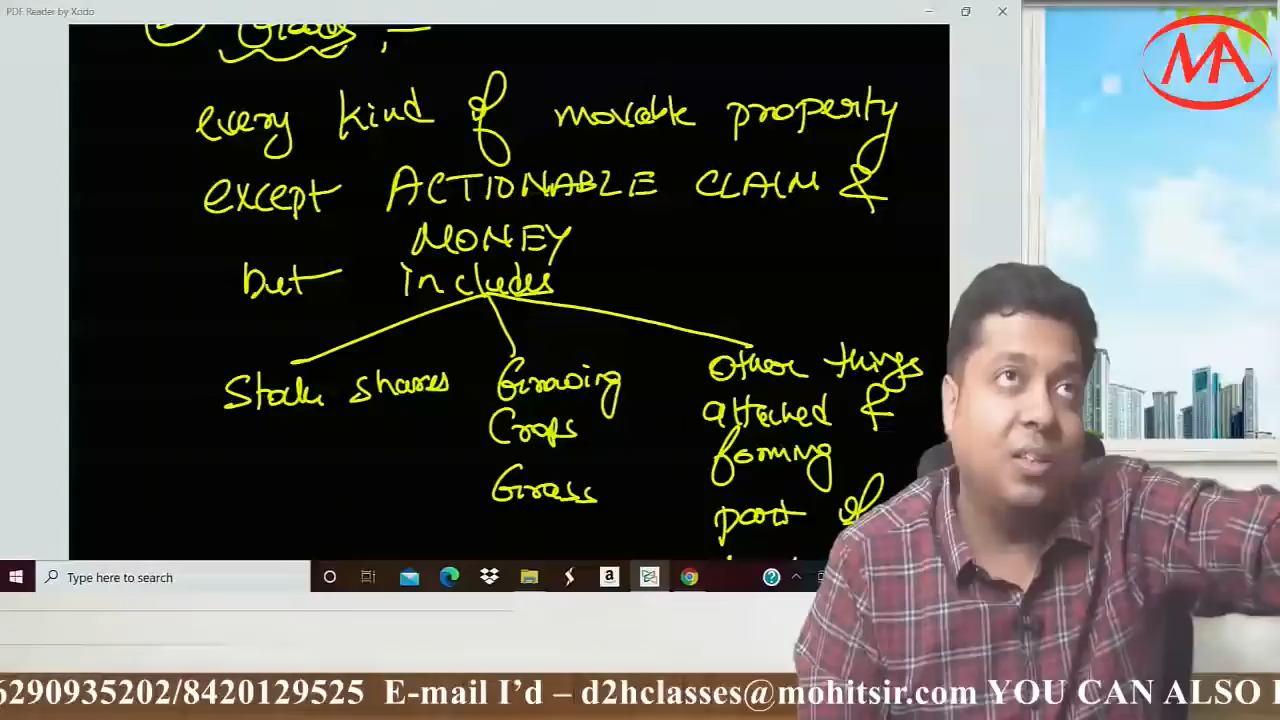 PDF Reader by Xodo
Goods :-
every kind of movable property
except ACTIONABLE CLAIM &
MONEY
but includes
Stock shares
Growing
Crops
Grass
Other things
attached &
forming
part of
MA
Type here to search
6290935202/8420129525 E-mail I'd – d2hclasses@mohitsir.com YOU CAN ALSO